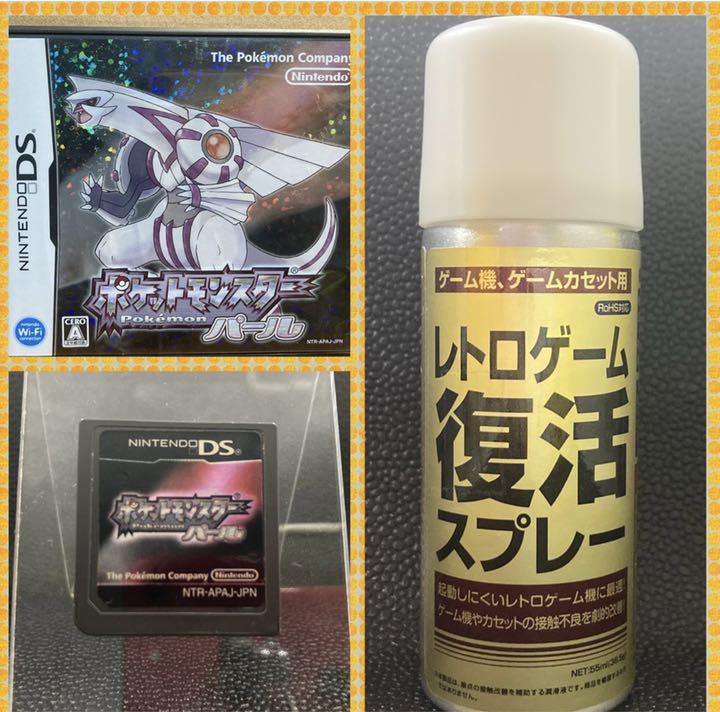 The Pokémon Company
Nintendo
NINTENDO DS
ポケットモンスター
Pokémon
パール
nintendo
Wi-Fi
connection
CERO
A
NTR-APAJ-JPN
NINTENDO DS
ポケットモンスター
Pokémon
パール
The Pokémon Company Nintendo
NTR-APAJ-JPN
ゲーム機、ゲームカセット用
RoHS対応
レトロゲーム
復活
スプレー
起動しにくいレトロゲーム機に最適!
ゲーム機やカセットの接触不良を劇的改善!
NET:55ml